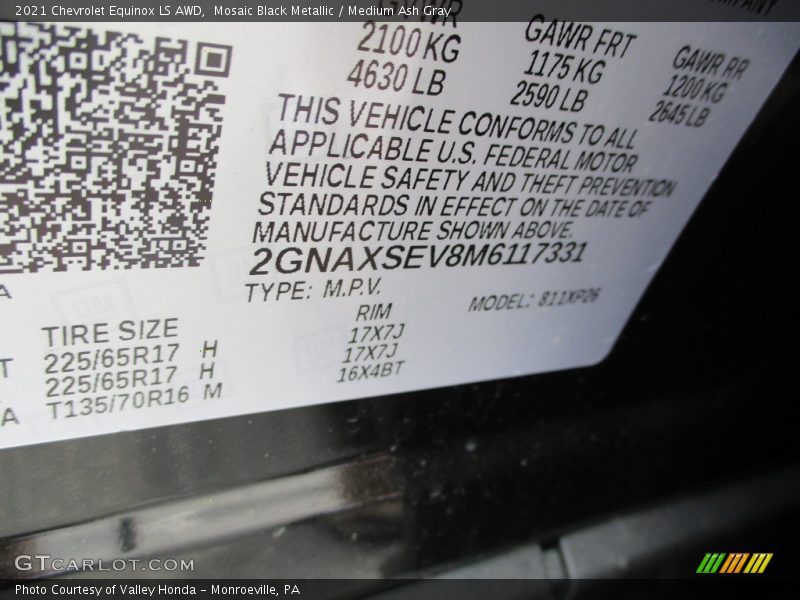 2021 Chevrolet Equinox LS AWD, Mosaic Black Metallic / Medium Ash Gray
GVWR
2100 KG
4630 LB
GAWR FRT
1175 KG
2590 LB
GAWR RR
1200 KG
2645 LB
THIS VEHICLE CONFORMS TO ALL
APPLICABLE U.S. FEDERAL MOTOR
VEHICLE SAFETY AND THEFT PREVENTION
STANDARDS IN EFFECT ON THE DATE OF
MANUFACTURE SHOWN ABOVE.
2GNAXSEV8M6117331
TYPE: M.P.V.
MODEL: 811XP26
TIRE SIZE
RIM
225/65R17 H
17X7J
225/65R17 H
17X7J
T135/70R16 M
16X4BT
GTCARLOT.COM
Photo Courtesy of Valley Honda - Monroeville, PA